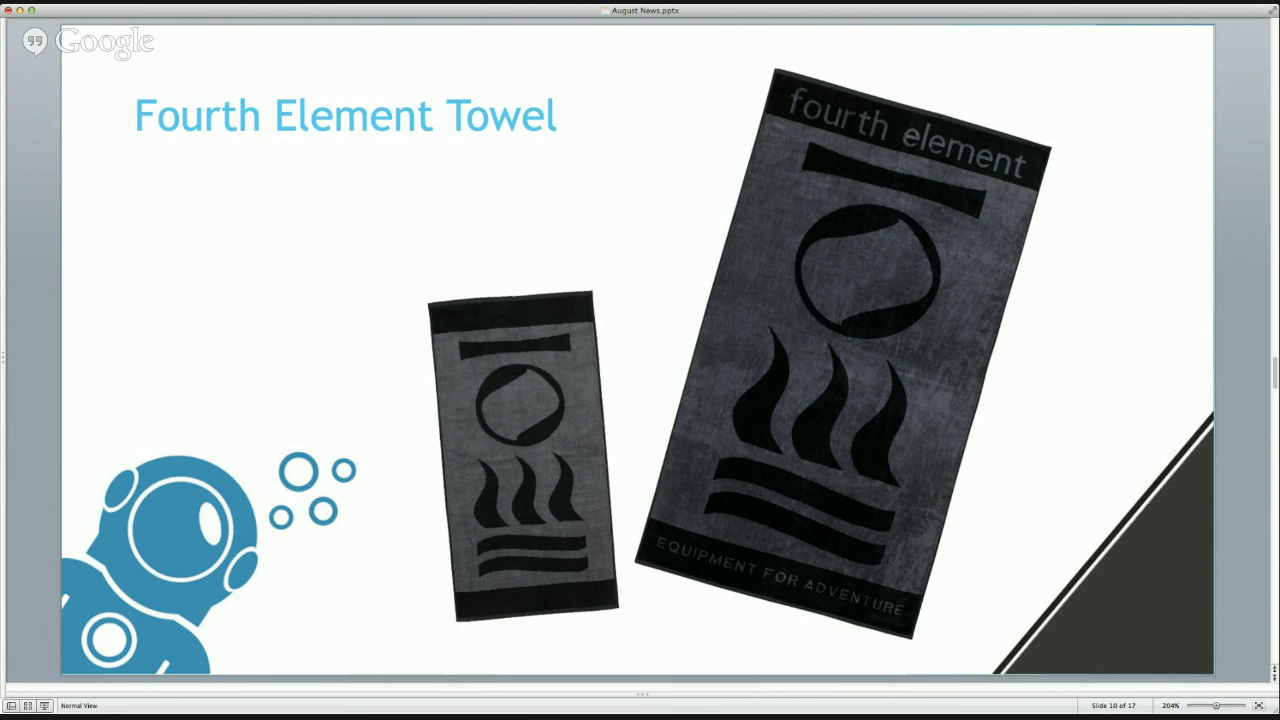 August News.pptx
Google
Fourth Element Towel
fourth element
EQUIPMENT FOR ADVENTURE
Normal View
Slide 10 of 17
204%